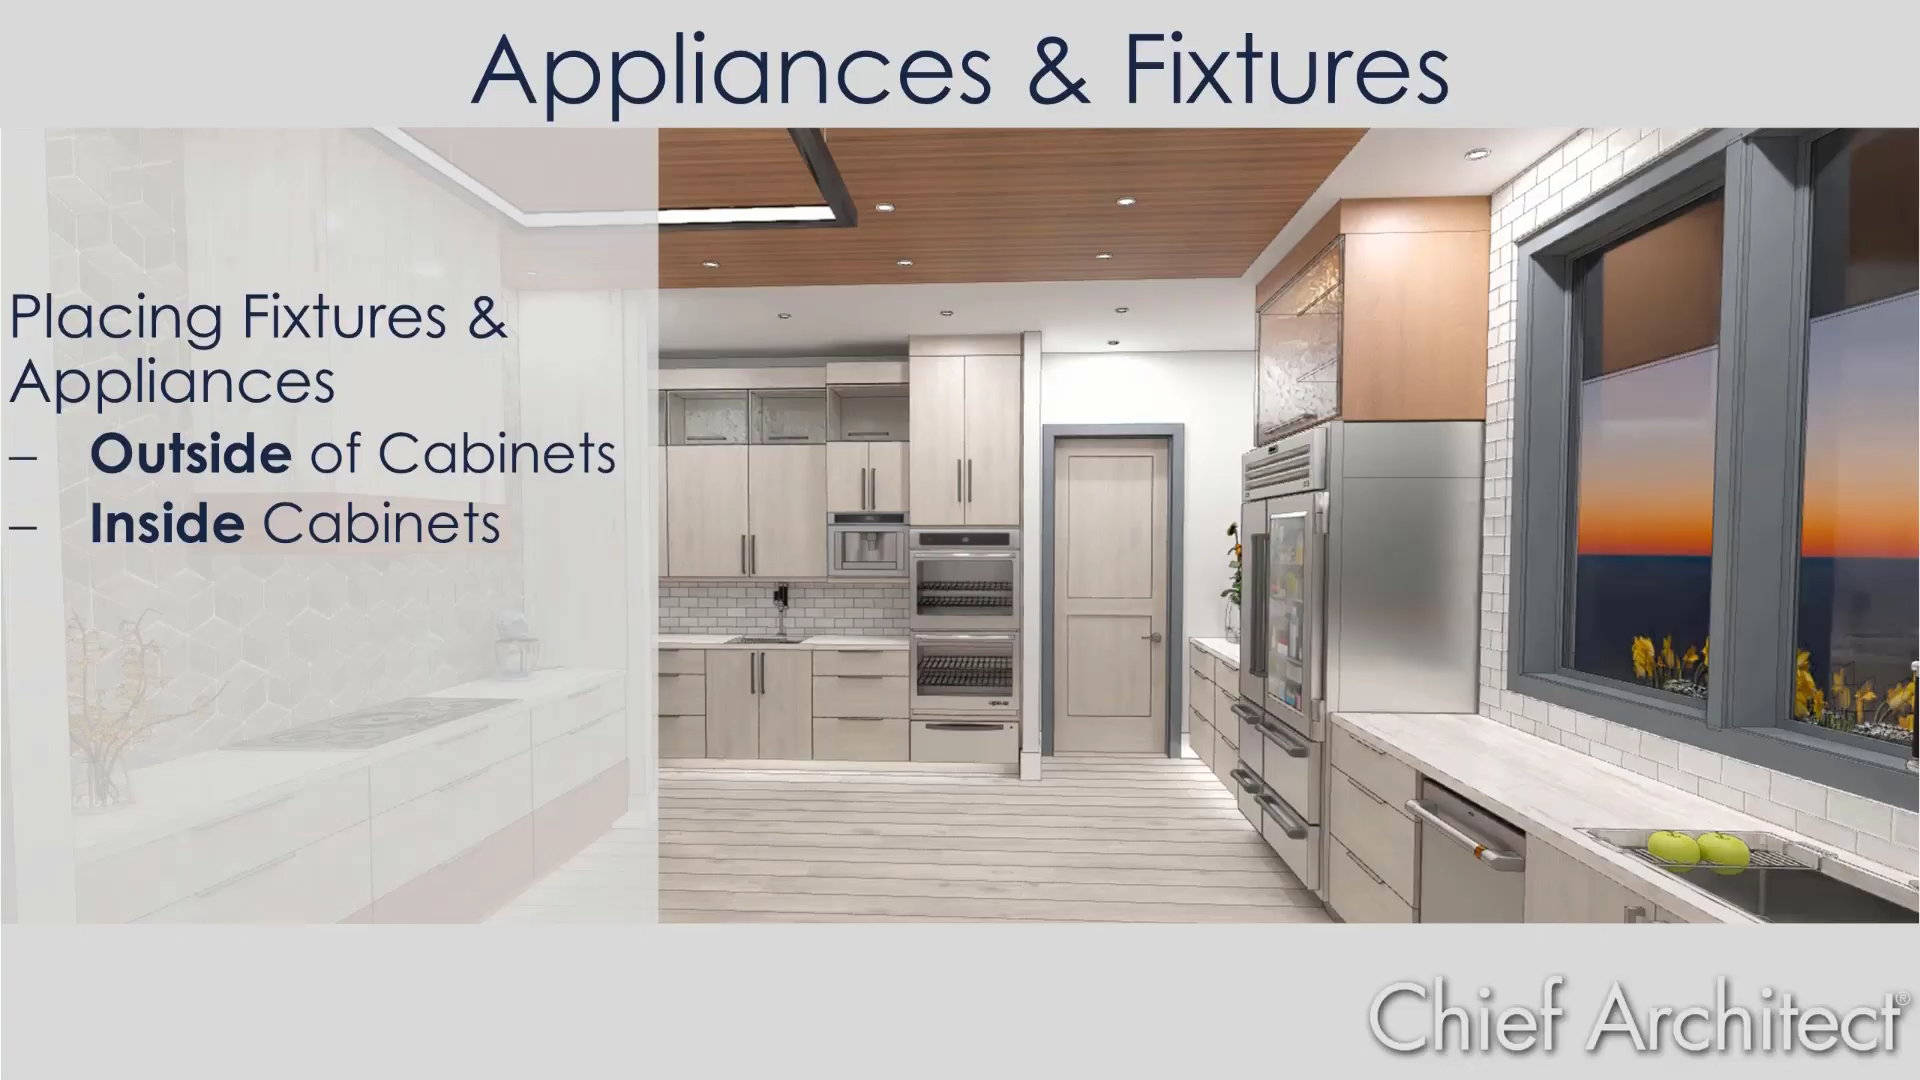 Appliances & Fixtures
Placing Fixtures &
Appliances
– Outside of Cabinets
– Inside Cabinets
Chief Architect®